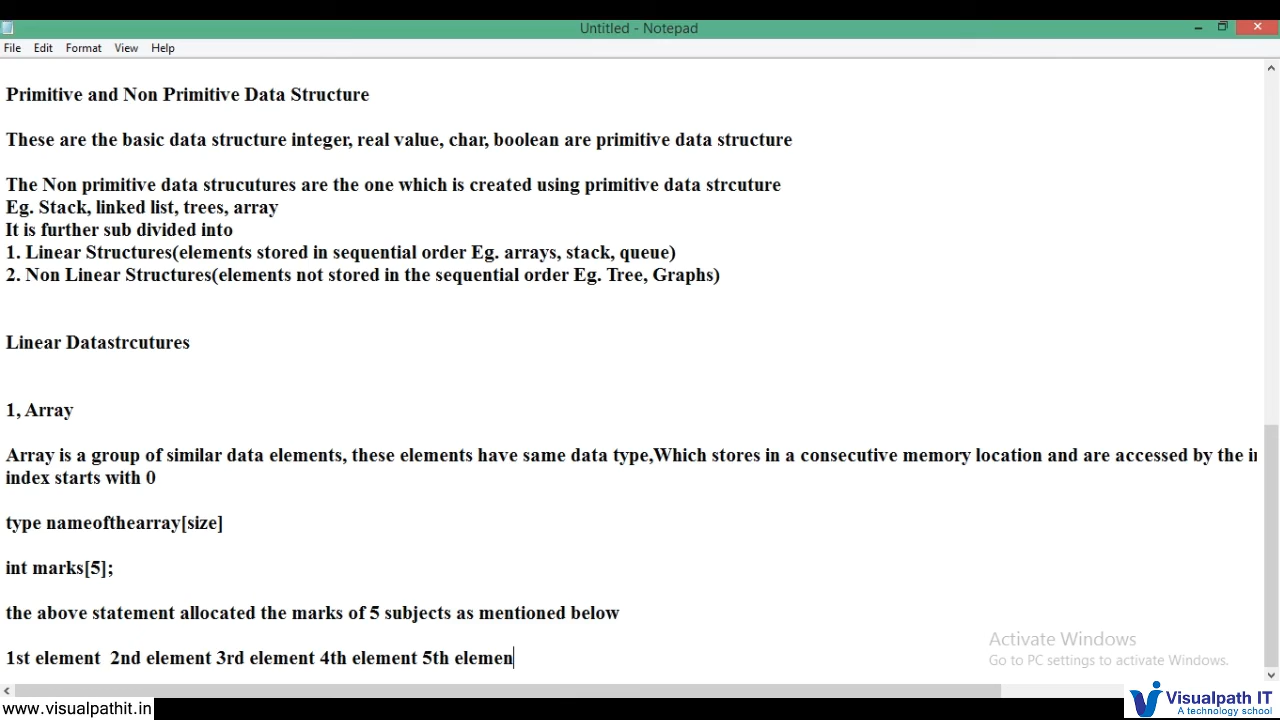 Untitled - Notepad
File Edit Format View Help
Primitive and Non Primitive Data Structure
These are the basic data structure integer, real value, char, boolean are primitive data structure
The Non primitive data strucutures are the one which is created using primitive data strcuture
Eg. Stack, linked list, trees, array
It is further sub divided into
1. Linear Structures(elements stored in sequential order Eg. arrays, stack, queue)
2. Non Linear Structures(elements not stored in the sequential order Eg. Tree, Graphs)
Linear Datastrcutures
1, Array
Array is a group of similar data elements, these elements have same data type,Which stores in a consecutive memory location and are accessed by the
index starts with 0
type nameofthearray[size]
int marks[5];
the above statement allocated the marks of 5 subjects as mentioned below
1st element  2nd element 3rd element 4th element 5th elemen
Activate Windows
Go to PC settings to activate Windows.
www.visualpathit.in
Visualpath IT
A technology school